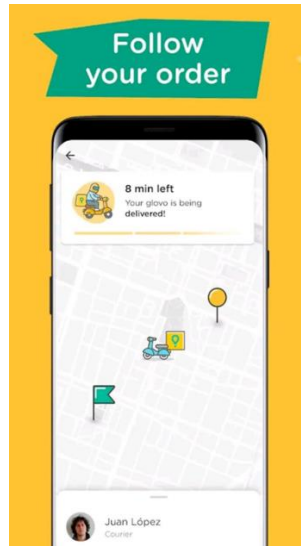 Follow
your order
8 min left
Your glovo is being
delivered!
Juan López
Courier